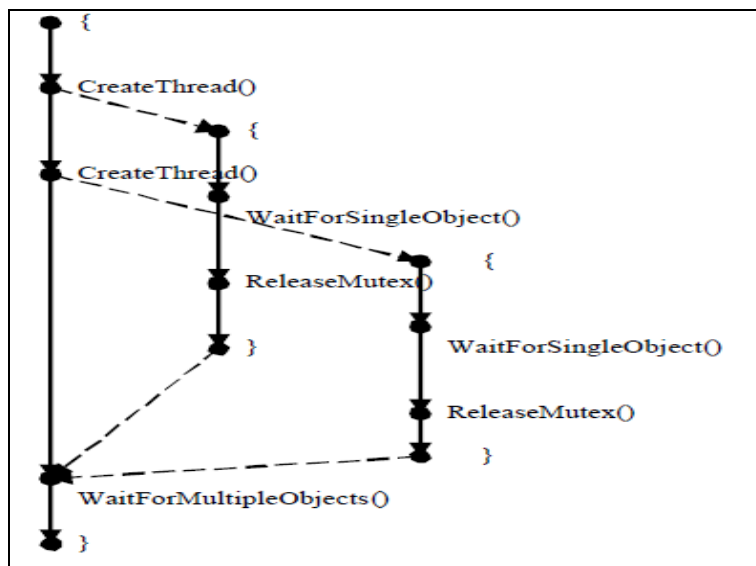 {
CreateThread()
{
CreateThread()
WaitForSingleObject()
{
ReleaseMutex()
}
WaitForSingleObject()
ReleaseMutex()
}
WaitForMultipleObjects()
}